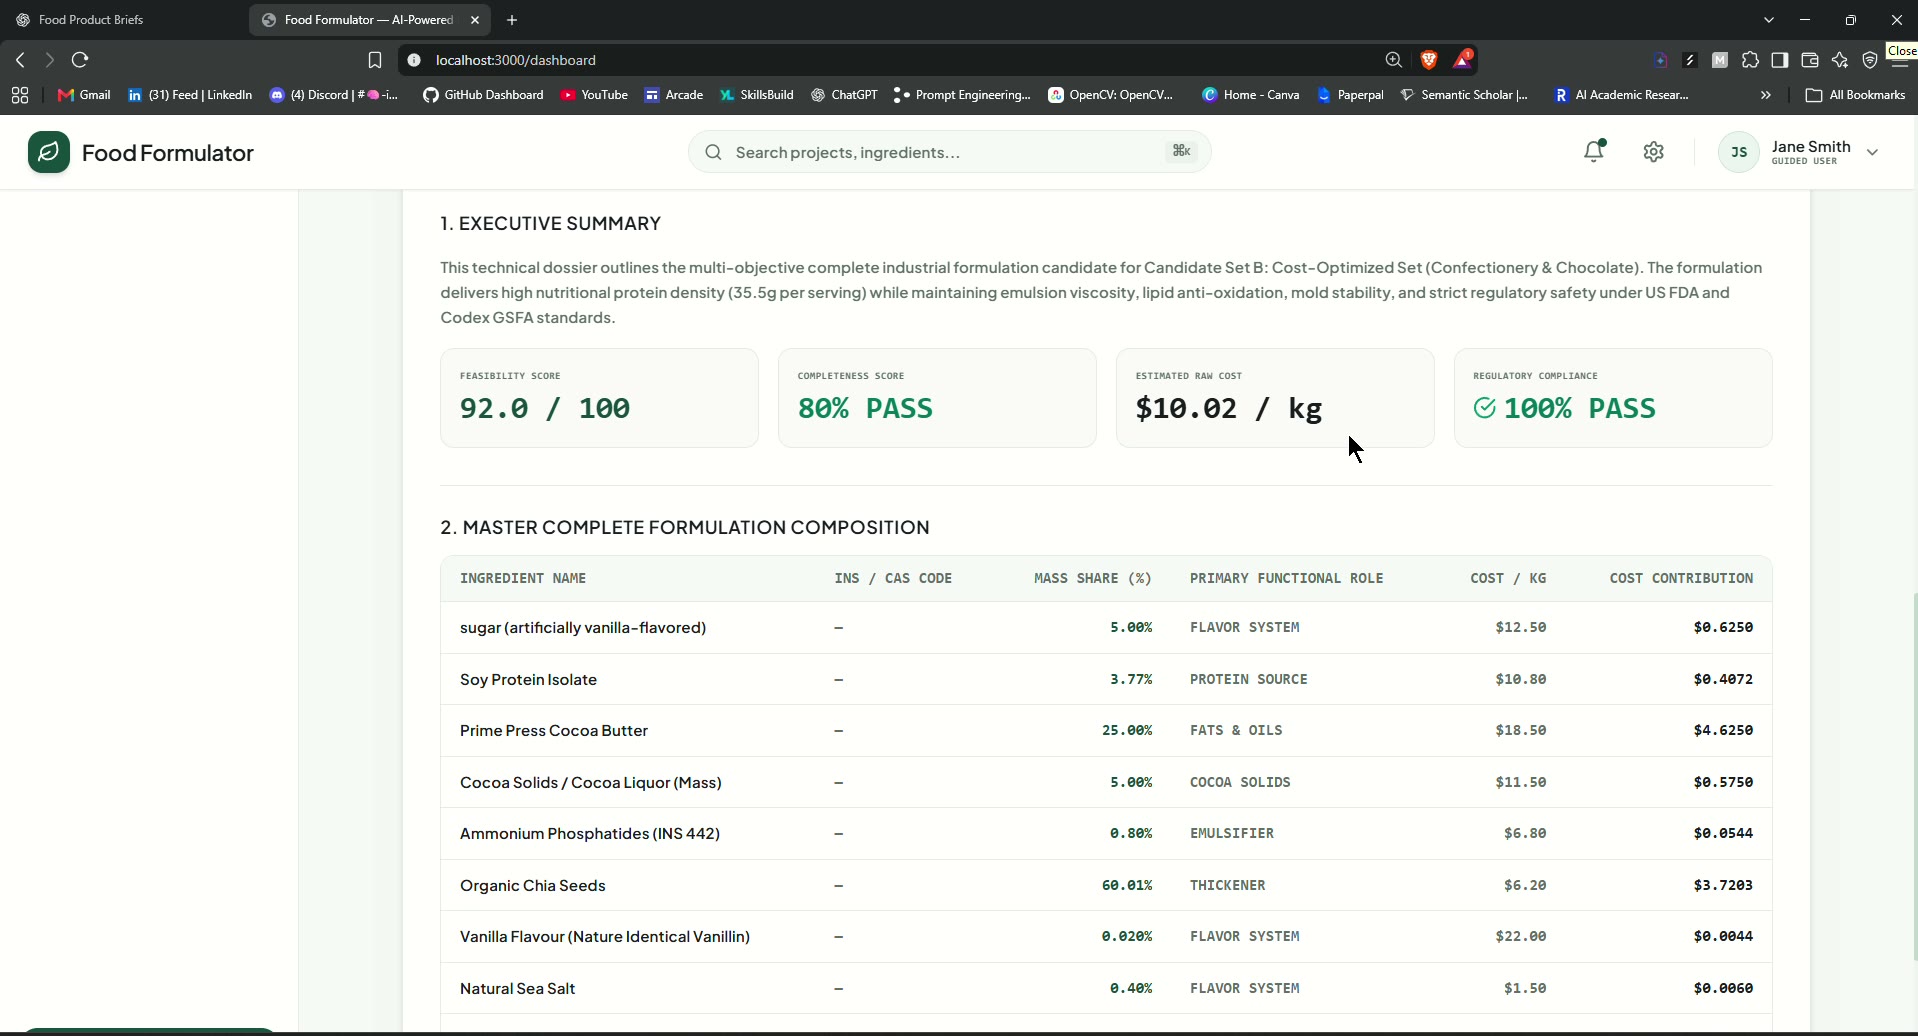 Food Product Briefs
Food Formulator — AI-Powered
localhost:3000/dashboard
1
Close
Gmail
(31) Feed | LinkedIn
(4) Discord | #🧠-i...
GitHub Dashboard
YouTube
Arcade
SkillsBuild
ChatGPT
Prompt Engineering...
OpenCV: OpenCV...
Home - Canva
Paperpal
Semantic Scholar |...
AI Academic Resear...
All Bookmarks
Food Formulator
Search projects, ingredients...
⌘K
JS
Jane Smith
GUIDED USER
1. EXECUTIVE SUMMARY
This technical dossier outlines the multi-objective complete industrial formulation candidate for Candidate Set B: Cost-Optimized Set (Confectionery & Chocolate). The formulation
delivers high nutritional protein density (35.5g per serving) while maintaining emulsion viscosity, lipid anti-oxidation, mold stability, and strict regulatory safety under US FDA and
Codex GSFA standards.
FEASIBILITY SCORE
92.0 / 100
COMPLETENESS SCORE
80% PASS
ESTIMATED RAW COST
$10.02 / kg
REGULATORY COMPLIANCE
100% PASS
2. MASTER COMPLETE FORMULATION COMPOSITION
INGREDIENT NAME INS / CAS CODE MASS SHARE (%) PRIMARY FUNCTIONAL ROLE COST / KG COST CONTRIBUTION
sugar (artificially vanilla-flavored) — 5.00% FLAVOR SYSTEM $12.50 $0.6250
Soy Protein Isolate — 3.77% PROTEIN SOURCE $10.80 $0.4072
Prime Press Cocoa Butter — 25.00% FATS & OILS $18.50 $4.6250
Cocoa Solids / Cocoa Liquor (Mass) — 5.00% COCOA SOLIDS $11.50 $0.5750
Ammonium Phosphatides (INS 442) — 0.80% EMULSIFIER $6.80 $0.0544
Organic Chia Seeds — 60.01% THICKENER $6.20 $3.7203
Vanilla Flavour (Nature Identical Vanillin) — 0.020% FLAVOR SYSTEM $22.00 $0.0044
Natural Sea Salt — 0.40% FLAVOR SYSTEM $1.50 $0.0060